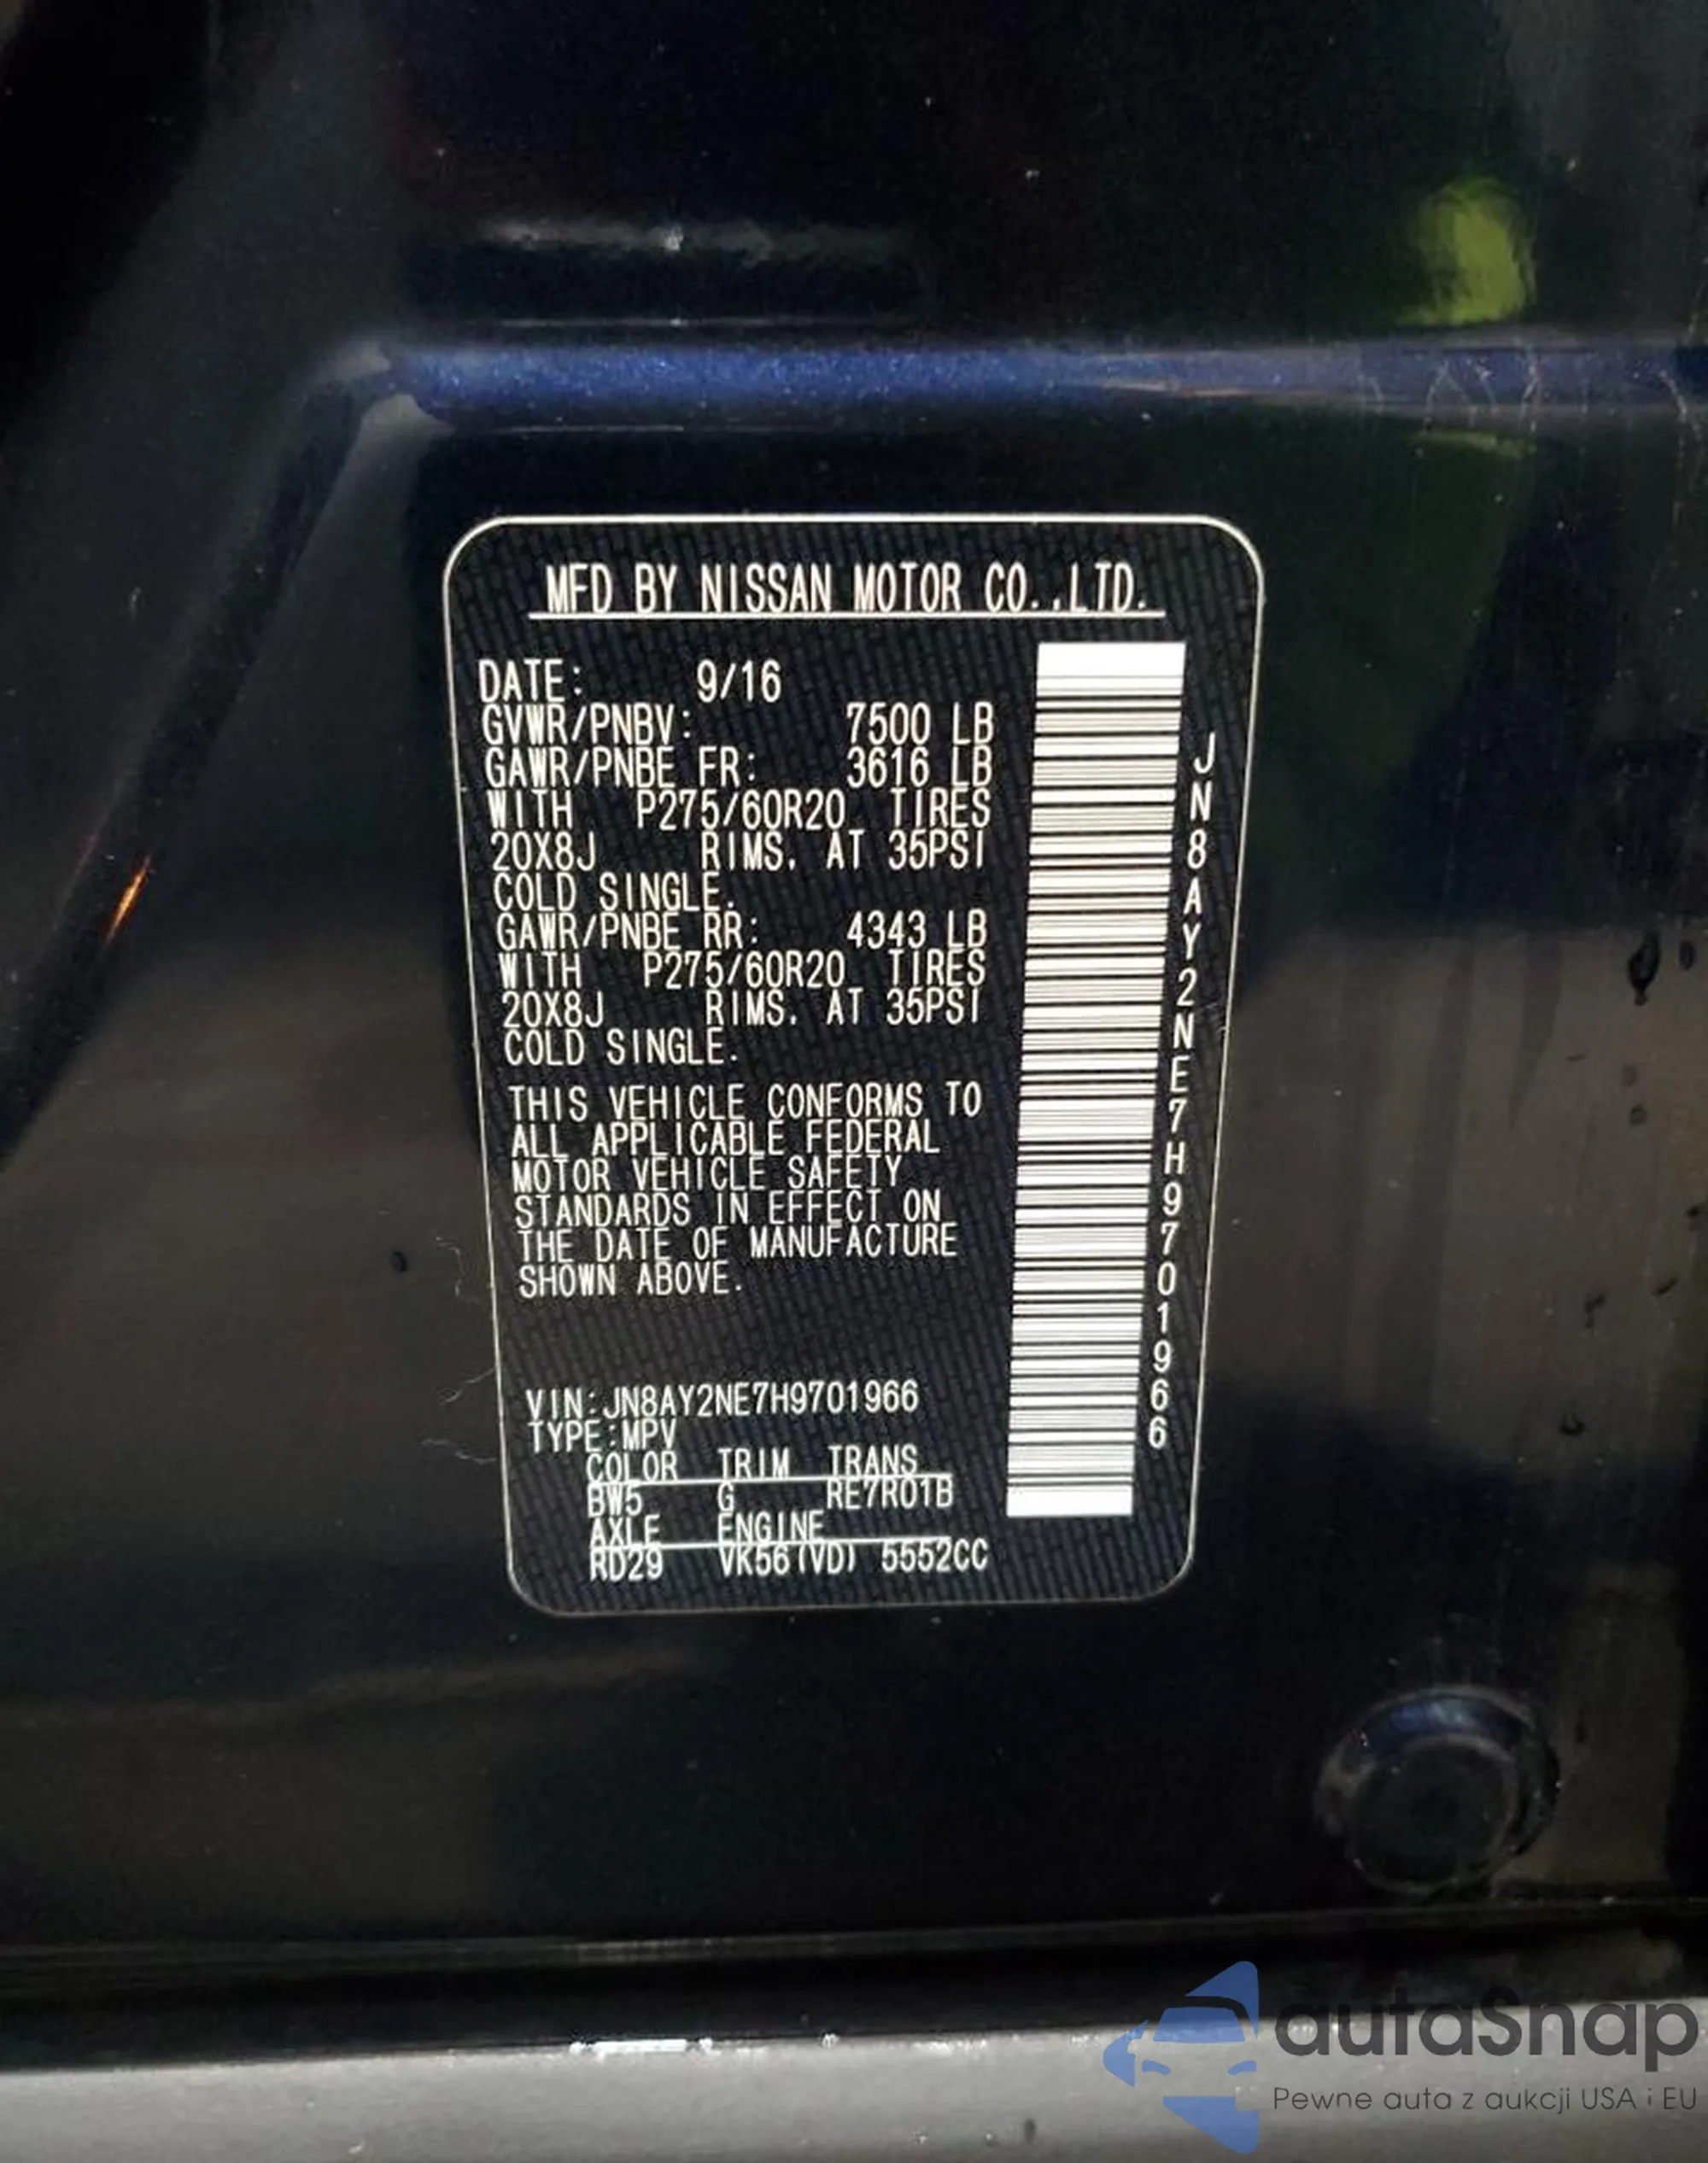 MFD BY NISSAN MOTOR CO.,LTD.
DATE: 9/16
GVWR/PNBV: 7500 LB
GAWR/PNBE FR: 3616 LB
WITH P275/60R20 TIRES
20X8J RIMS. AT 35PSI
COLD SINGLE.
GAWR/PNBE RR: 4343 LB
WITH P275/60R20 TIRES
20X8J RIMS. AT 35PSI
COLD SINGLE.
THIS VEHICLE CONFORMS TO
ALL APPLICABLE FEDERAL
MOTOR VEHICLE SAFETY
STANDARDS IN EFFECT ON
THE DATE OF MANUFACTURE
SHOWN ABOVE.
VIN:JN8AY2NE7H9701966
TYPE:MPV
COLOR TRIM TRANS
BW5 G RE7R01B
AXLE ENGINE
RD29 VK56(VD) 5552CC
JN8AY2NE7H9701966
autaSnap
Pewne auta z aukcji USA i EU